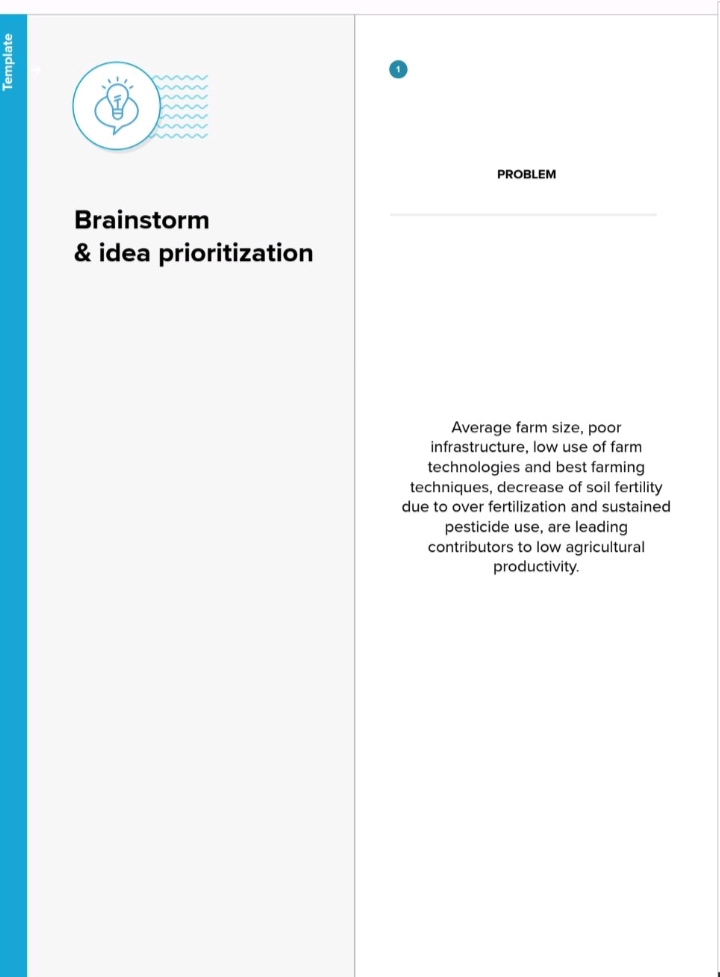 Template
Brainstorm
& idea prioritization
1
PROBLEM
Average farm size, poor
infrastructure, low use of farm
technologies and best farming
techniques, decrease of soil fertility
due to over fertilization and sustained
pesticide use, are leading
contributors to low agricultural
productivity.